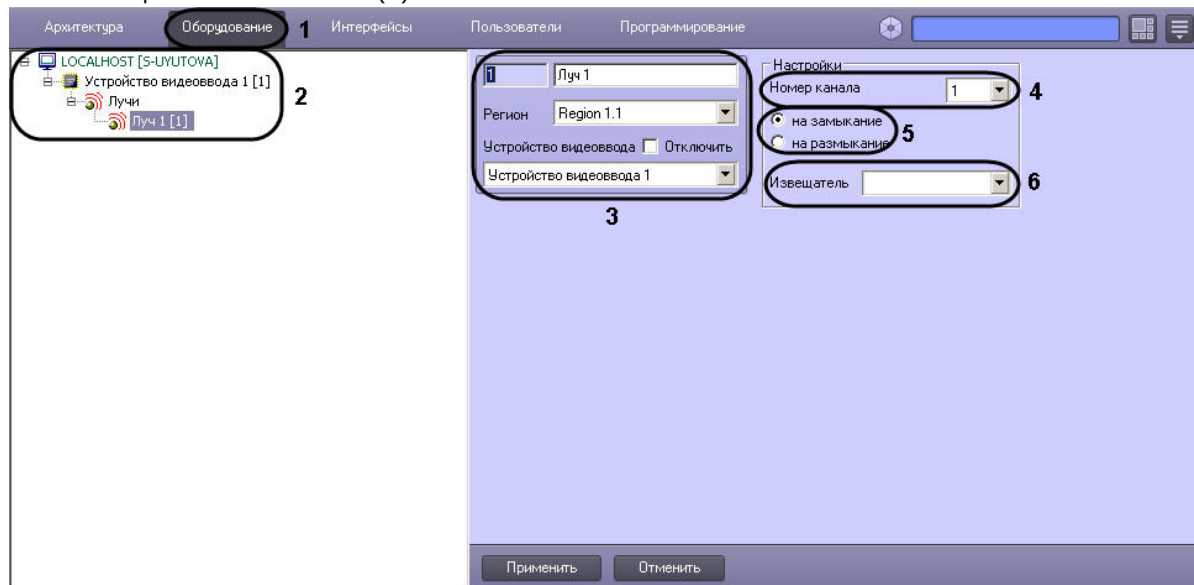 Архитектура Оборудование 1 Интерфейсы Пользователи Программирование
LOCALHOST [S-UYUTOVA]
Устройство видеоввода 1 [1]
Лучи
Луч 1 [1]
2
1 Луч 1
Регион Region 1.1
Устройство видеоввода Отключить
Устройство видеоввода 1
3
Настройки
Номер канала 1 4
на замыкание
на размыкание
5
Извещатель 6
Применить Отменить